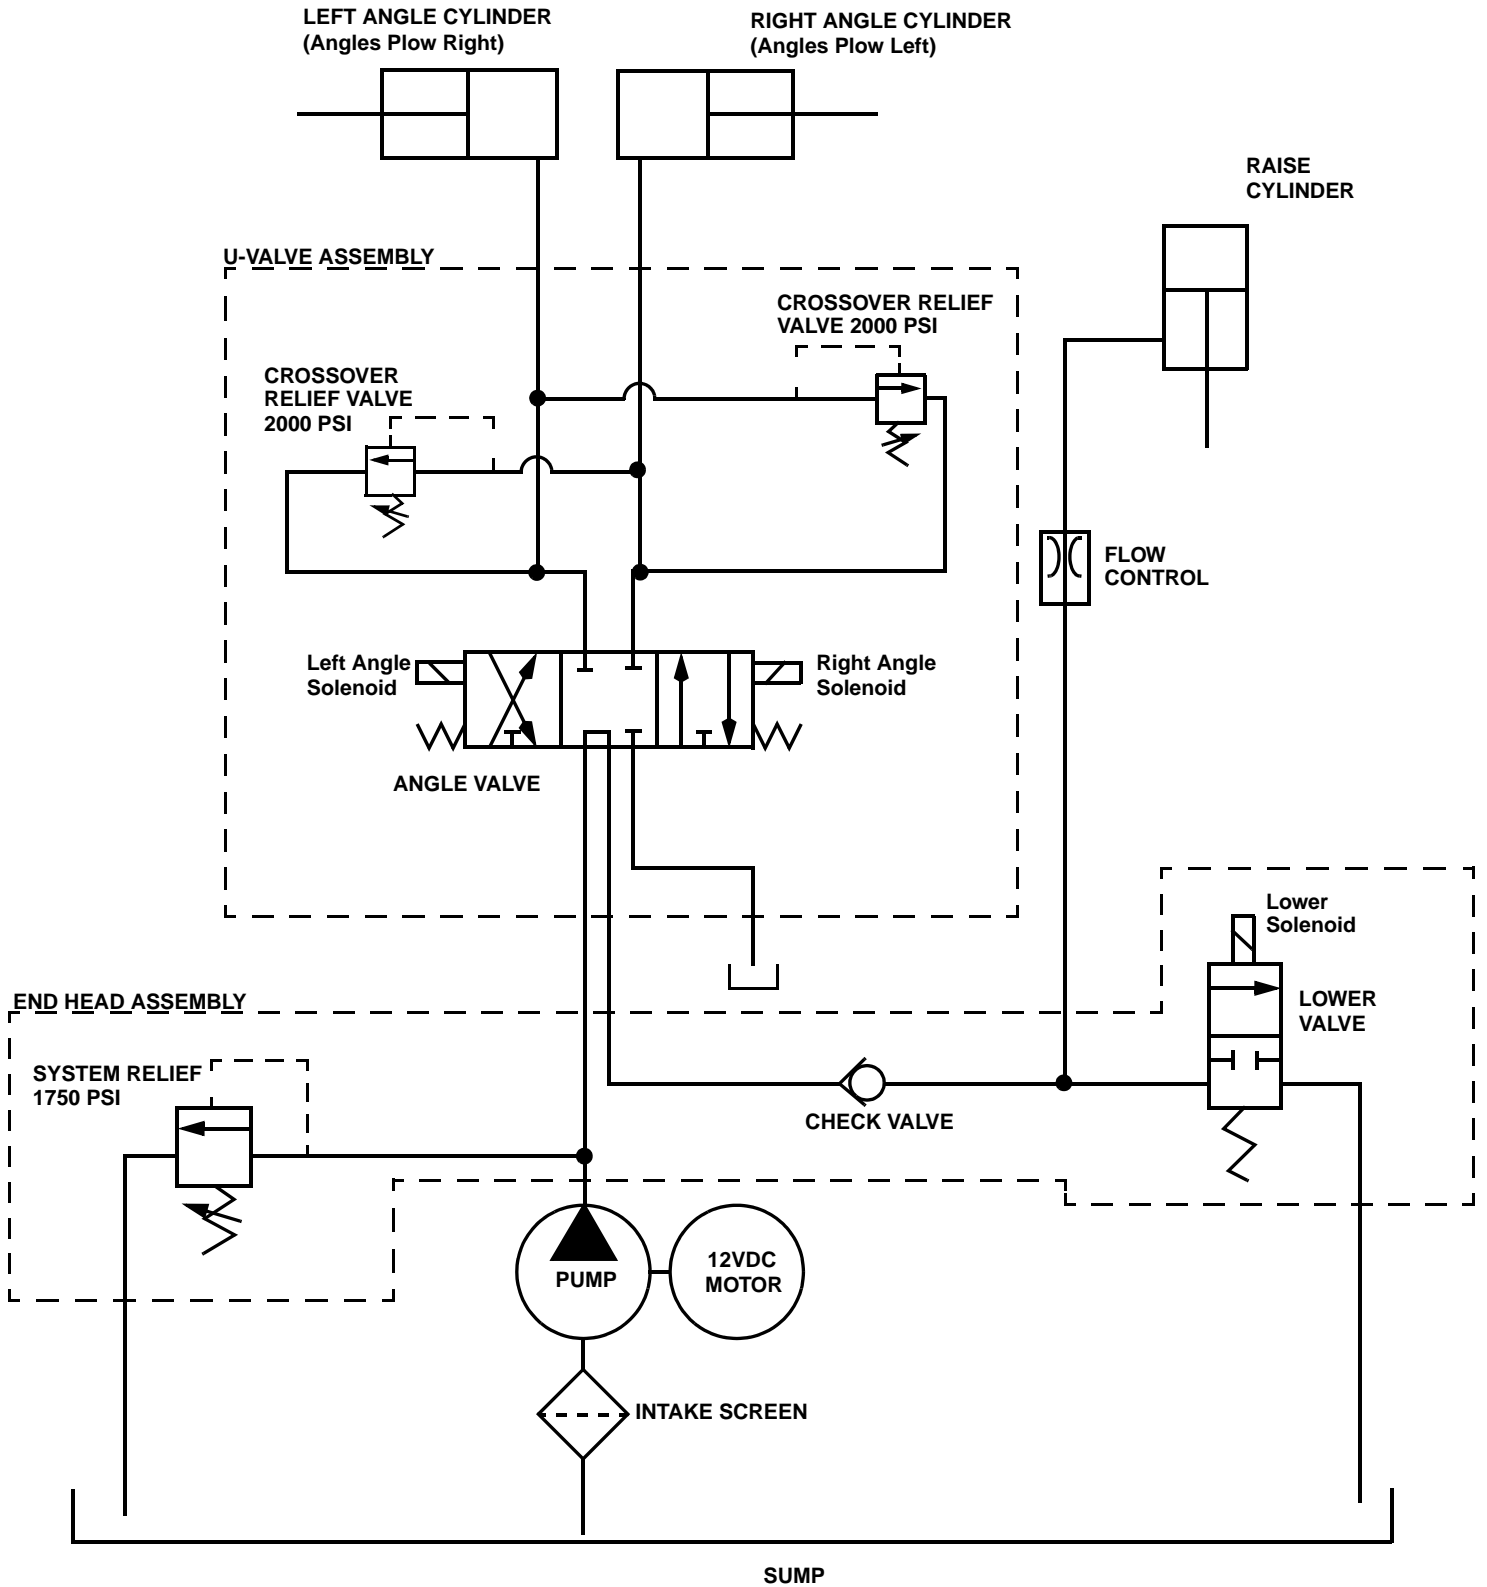 LEFT ANGLE CYLINDER
(Angles Plow Right)
RIGHT ANGLE CYLINDER
(Angles Plow Left)
RAISE
CYLINDER
U-VALVE ASSEMBLY
CROSSOVER RELIEF
VALVE 2000 PSI
CROSSOVER
RELIEF VALVE
2000 PSI
FLOW
CONTROL
Left Angle
Solenoid
Right Angle
Solenoid
ANGLE VALVE
Lower
Solenoid
END HEAD ASSEMBLY
LOWER
VALVE
SYSTEM RELIEF
1750 PSI
CHECK VALVE
PUMP
12VDC
MOTOR
INTAKE SCREEN
SUMP